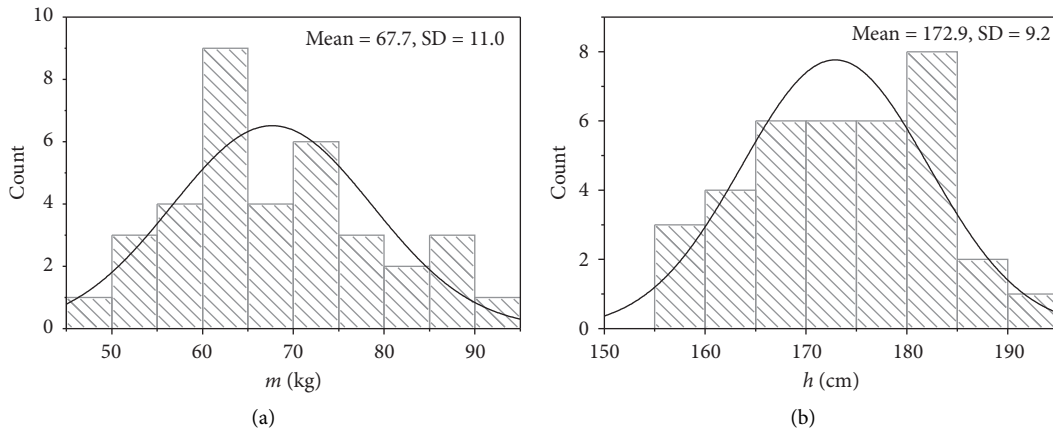 Mean = 67.7, SD = 11.0
10
8
6
4
2
0
Count
50 60 70 80 90
m (kg)
(a)
Mean = 172.9, SD = 9.2
8
6
4
2
0
Count
150 160 170 180 190
h (cm)
(b)